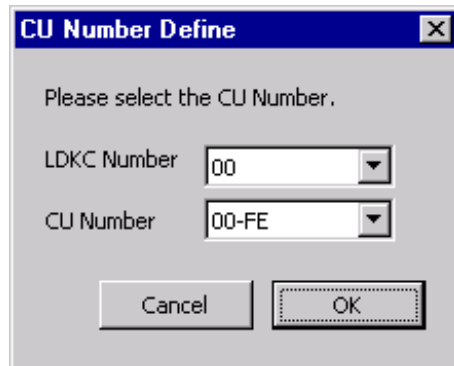 CU Number Define
Please select the CU Number.
LDKC Number 00
CU Number 00-FE
Cancel OK